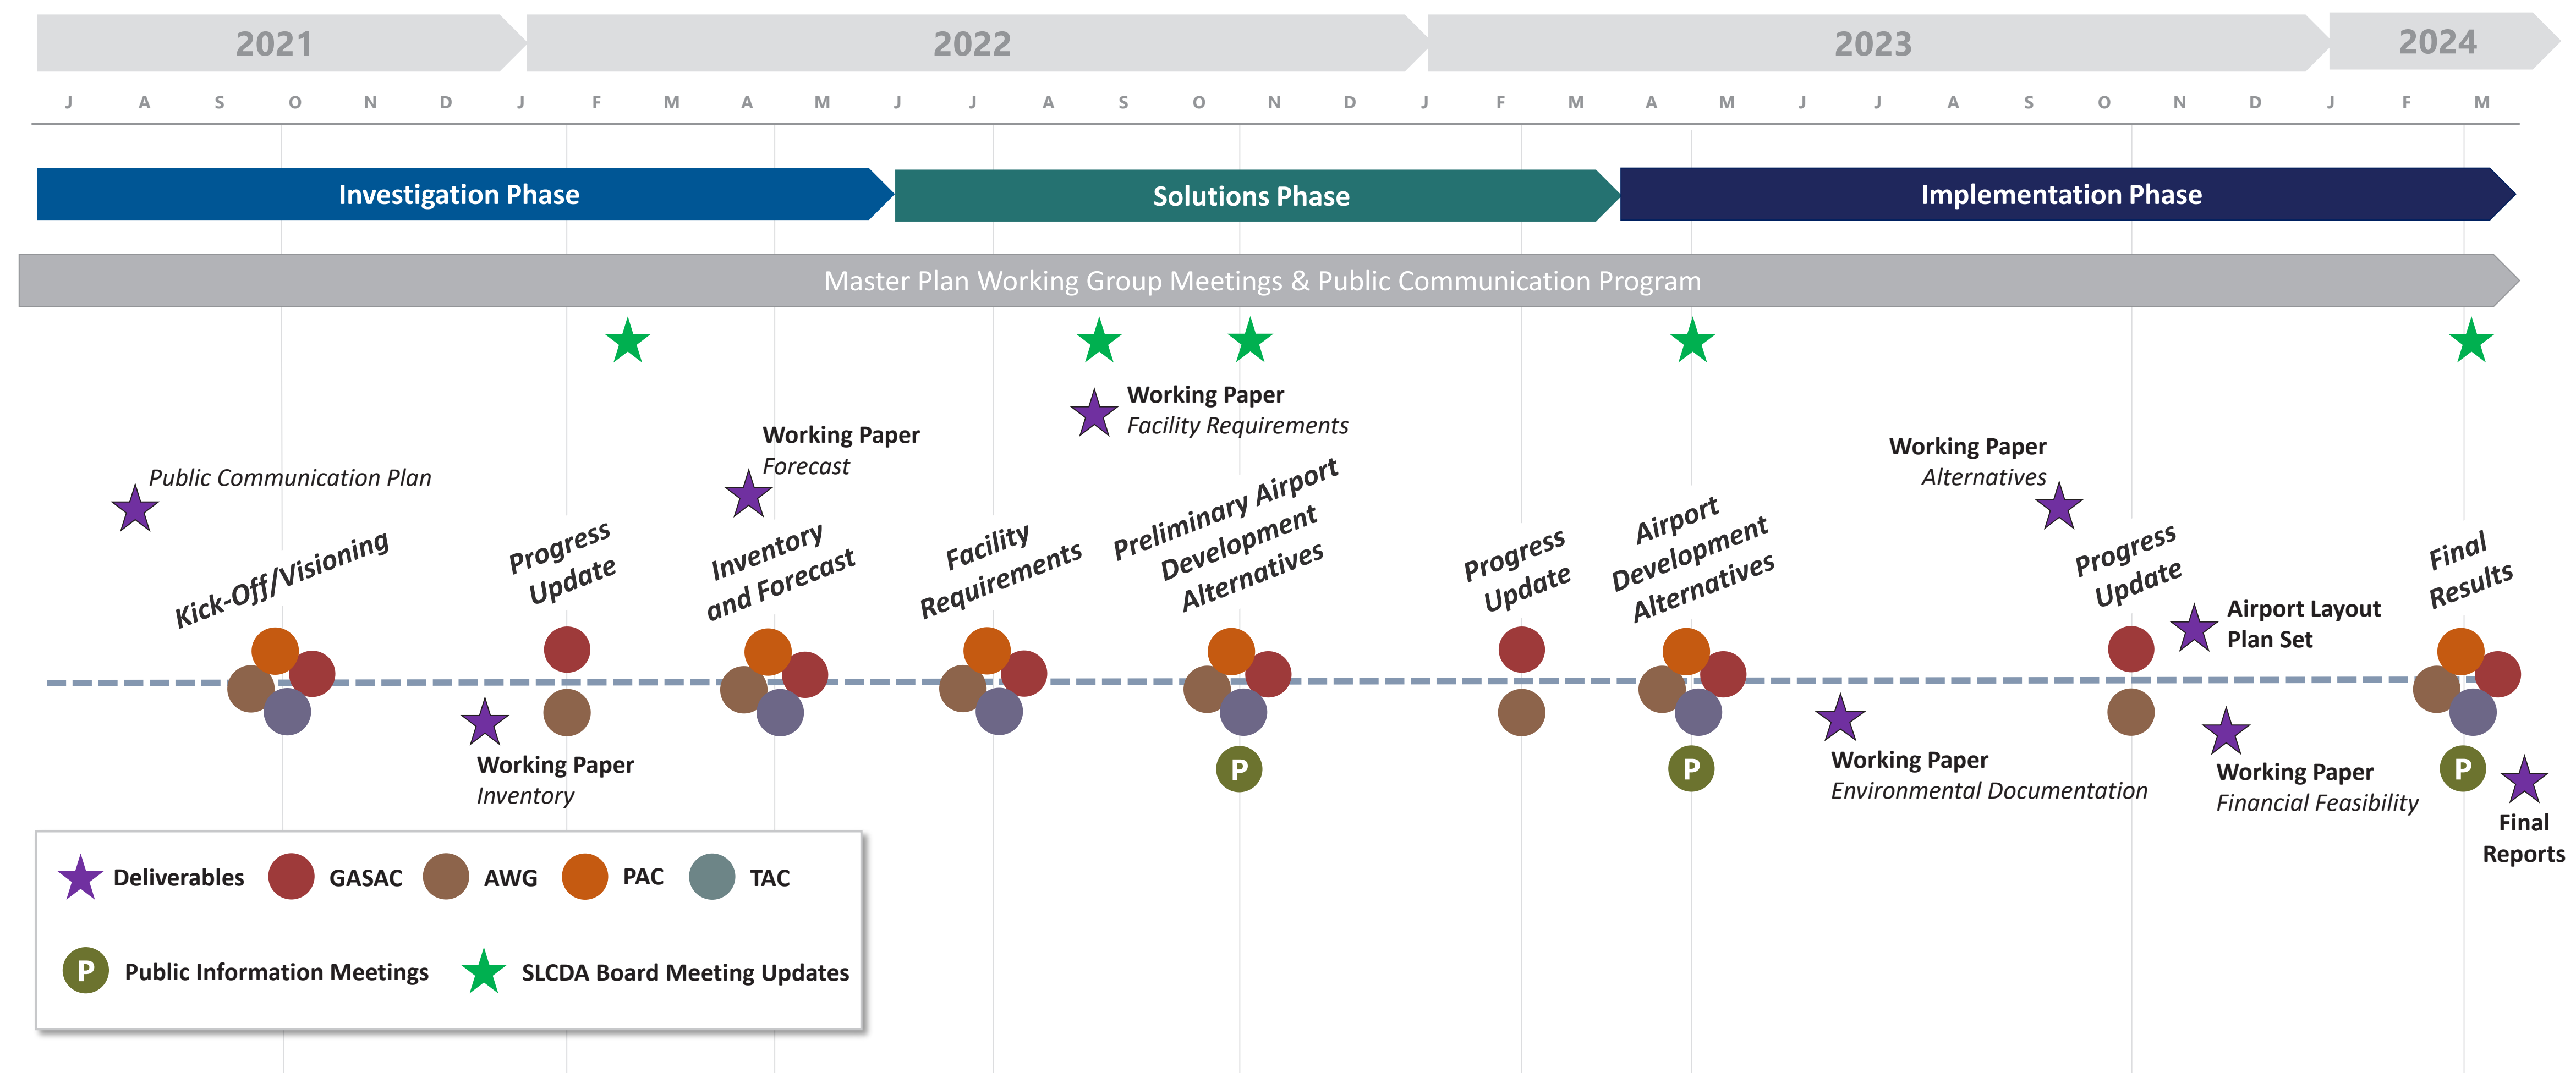 2021 2022 2023 2024
J A S O N D J F M A M J J A S O N D J F M A M J J A S O N D J F M
Investigation Phase
Solutions Phase
Implementation Phase
Master Plan Working Group Meetings & Public Communication Program
Working Paper
Facility Requirements
Working Paper
Forecast
Working Paper
Alternatives
Public Communication Plan
Kick-Off/Visioning
Progress
Update
Inventory
and Forecast
Facility
Requirements
Preliminary Airport
Development
Alternatives
Progress
Update
Airport
Development
Alternatives
Progress
Update
Final
Results
Airport Layout
Plan Set
Working Paper
Inventory
P
P
P
Working Paper
Environmental Documentation
Working Paper
Financial Feasibility
Final
Reports
Deliverables GASAC AWG PAC TAC
P Public Information Meetings SLCDA Board Meeting Updates